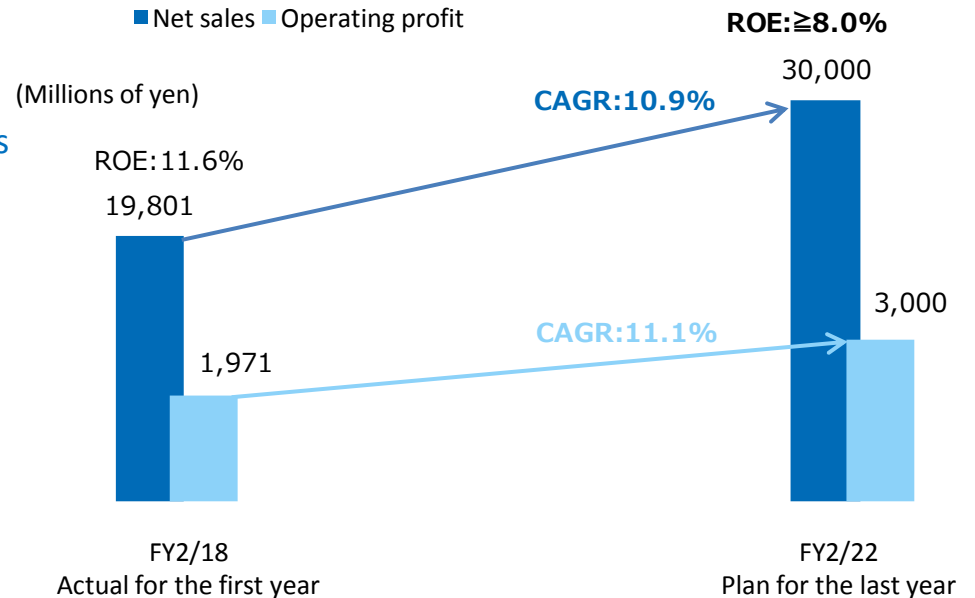 Net sales Operating profit
ROE:≧8.0%
30,000
(Millions of yen)
CAGR:10.9%
s
ROE:11.6%
19,801
3,000
CAGR:11.1%
1,971
FY2/18
Actual for the first year
FY2/22
Plan for the last year